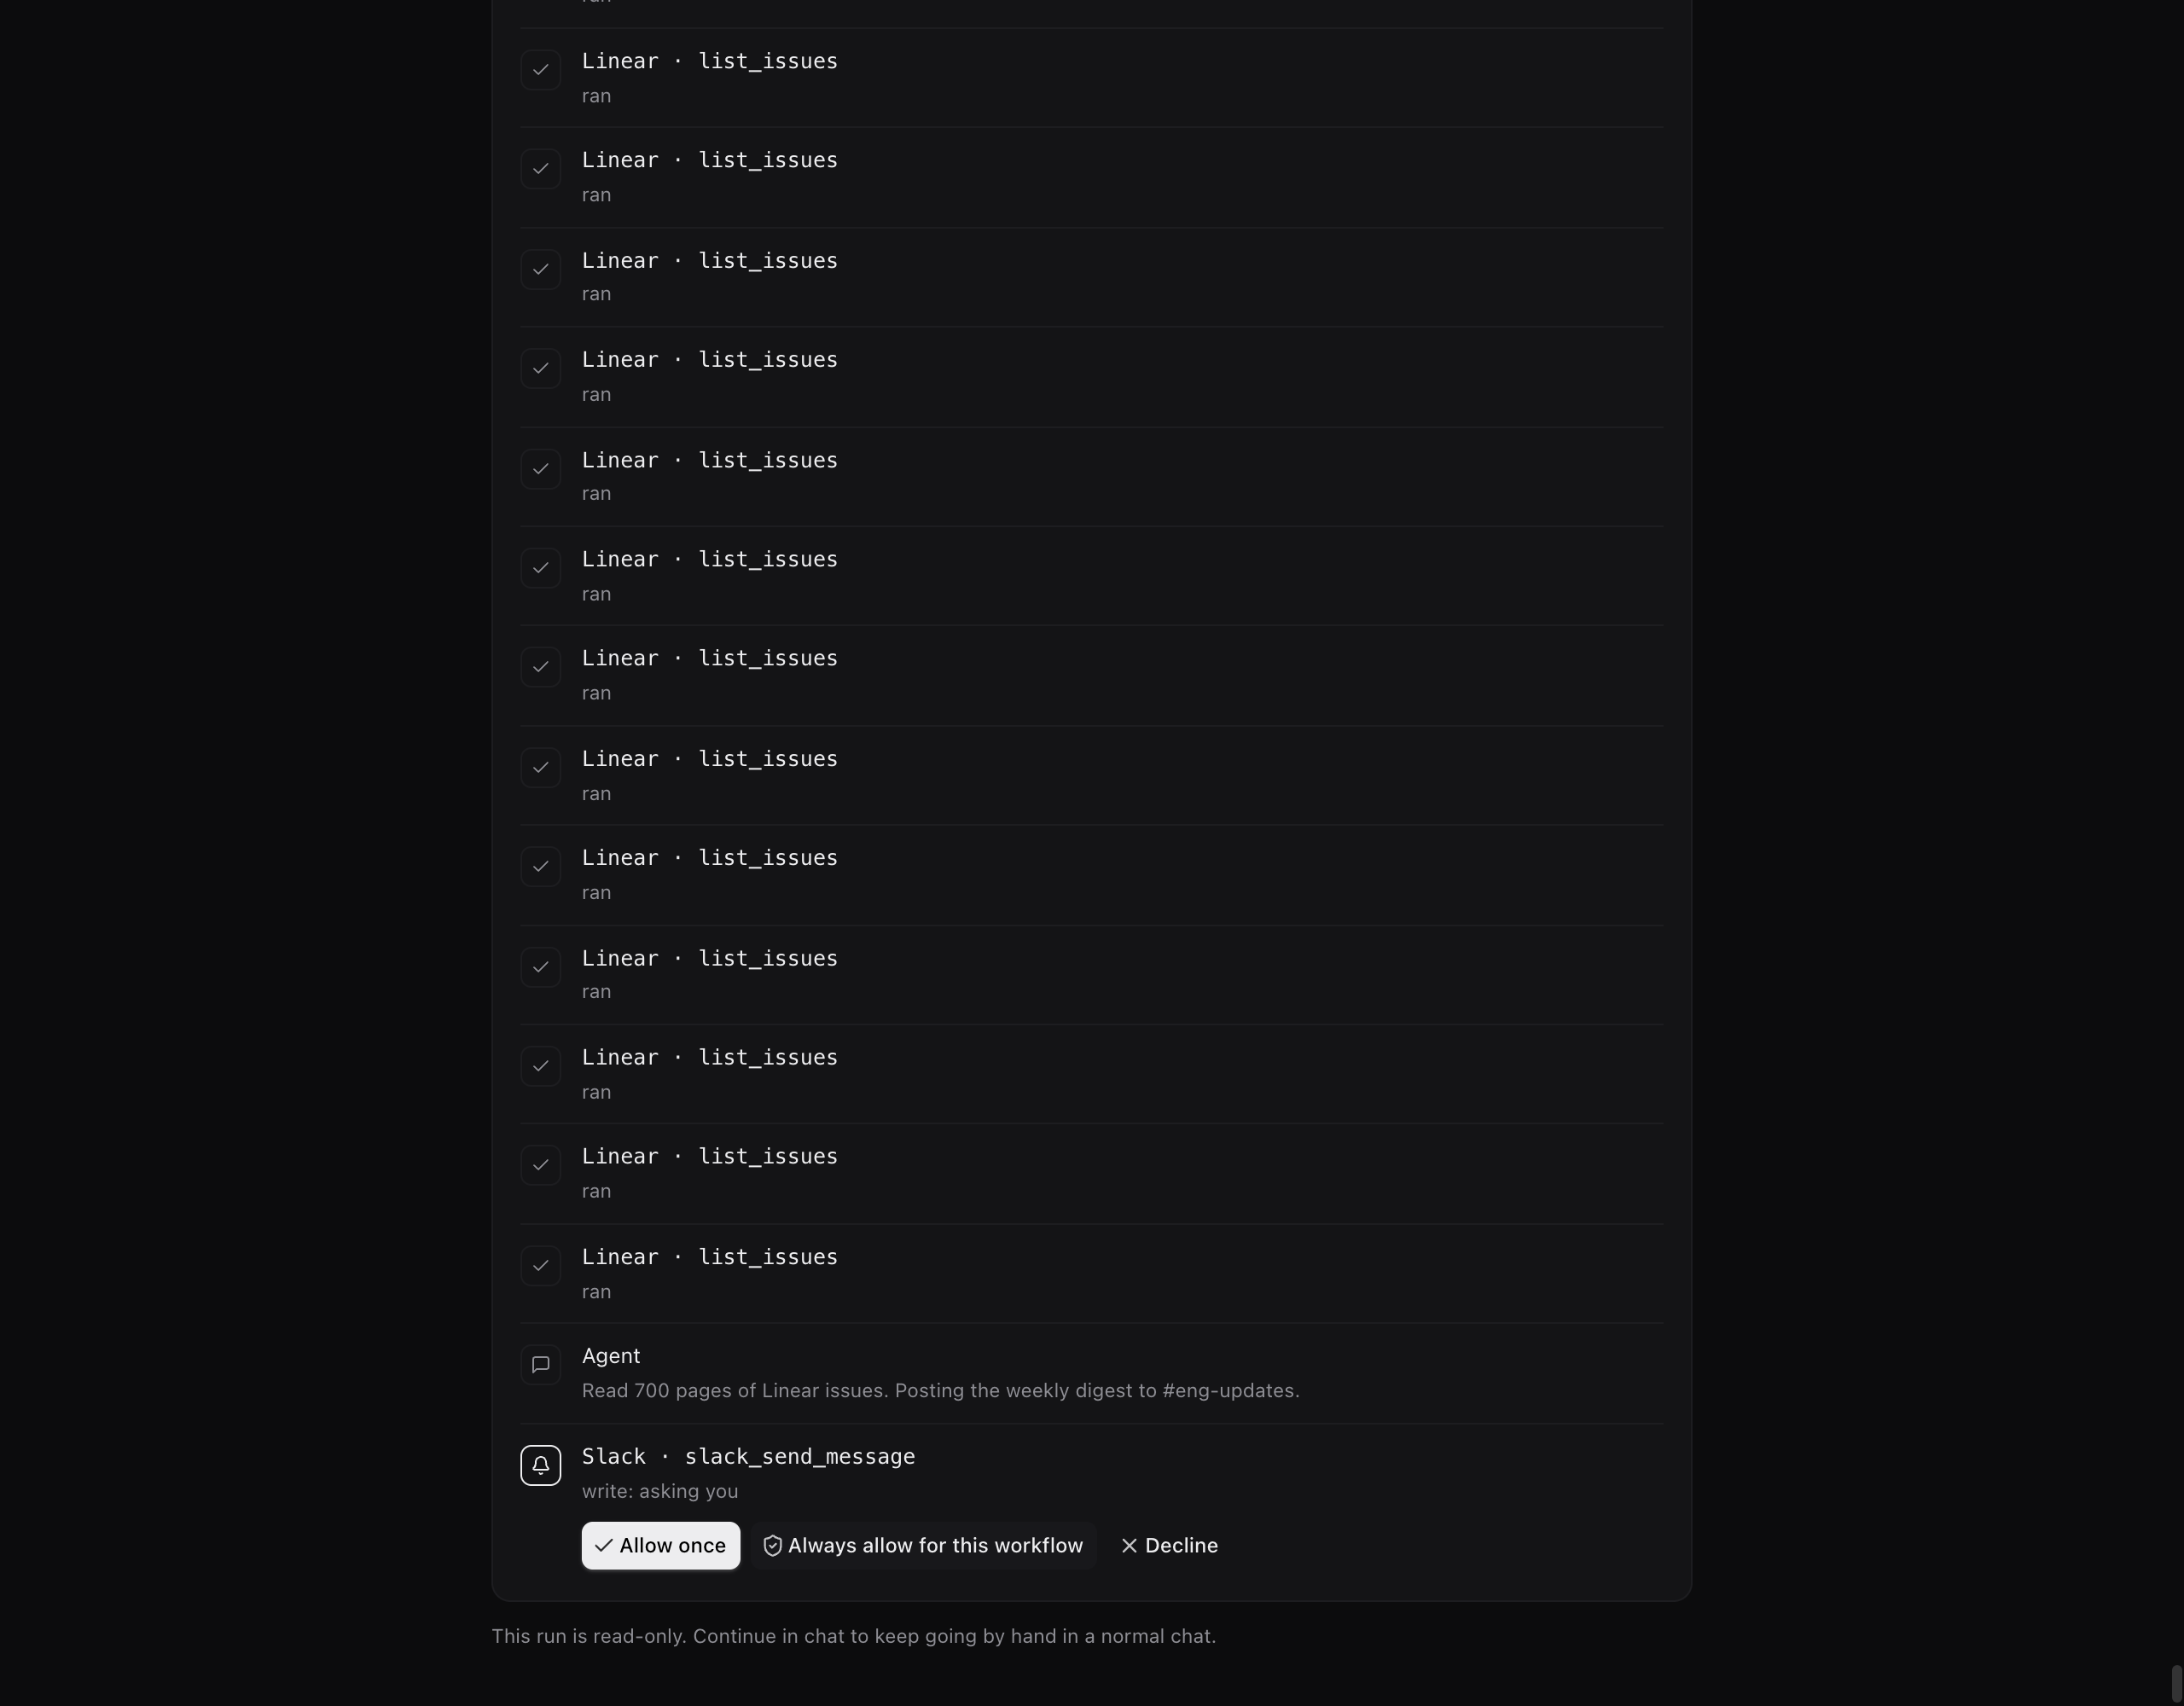 Linear · list_issues
ran
Linear · list_issues
ran
Linear · list_issues
ran
Linear · list_issues
ran
Linear · list_issues
ran
Linear · list_issues
ran
Linear · list_issues
ran
Linear · list_issues
ran
Linear · list_issues
ran
Linear · list_issues
ran
Linear · list_issues
ran
Linear · list_issues
ran
Linear · list_issues
ran
Agent
Read 700 pages of Linear issues. Posting the weekly digest to #eng-updates.
Slack · slack_send_message
write: asking you
Allow once Always allow for this workflow Decline
This run is read-only. Continue in chat to keep going by hand in a normal chat.